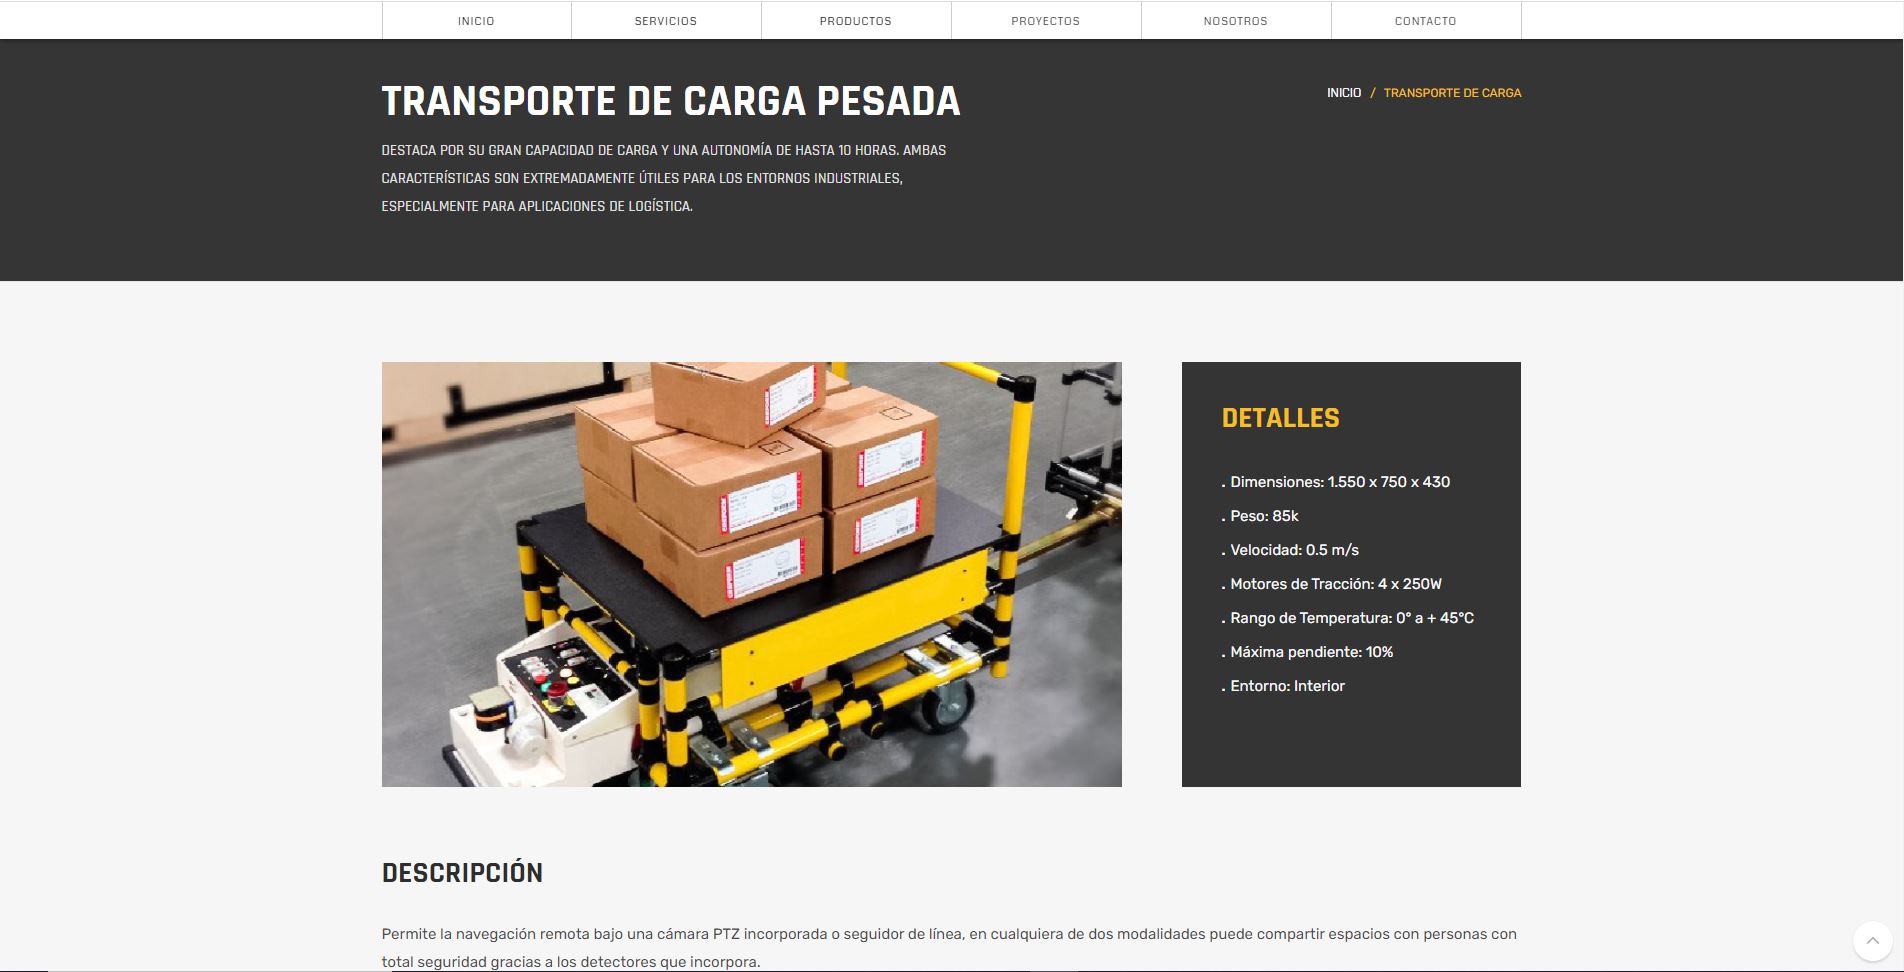 INICIO
SERVICIOS
PRODUCTOS
PROYECTOS
NOSOTROS
CONTACTO
TRANSPORTE DE CARGA PESADA
INICIO / TRANSPORTE DE CARGA
DESTACA POR SU GRAN CAPACIDAD DE CARGA Y UNA AUTONOMÍA DE HASTA 10 HORAS. AMBAS
CARACTERÍSTICAS SON EXTREMADAMENTE ÚTILES PARA LOS ENTORNOS INDUSTRIALES,
ESPECIALMENTE PARA APLICACIONES DE LOGÍSTICA.
DETALLES
. Dimensiones: 1.550 x 750 x 430
. Peso: 85k
. Velocidad: 0.5 m/s
. Motores de Tracción: 4 x 250W
. Rango de Temperatura: 0° a + 45°C
. Máxima pendiente: 10%
. Entorno: Interior
DESCRIPCIÓN
Permite la navegación remota bajo una cámara PTZ incorporada o seguidor de línea, en cualquiera de dos modalidades puede compartir espacios con personas con
total seguridad gracias a los detectores que incorpora.